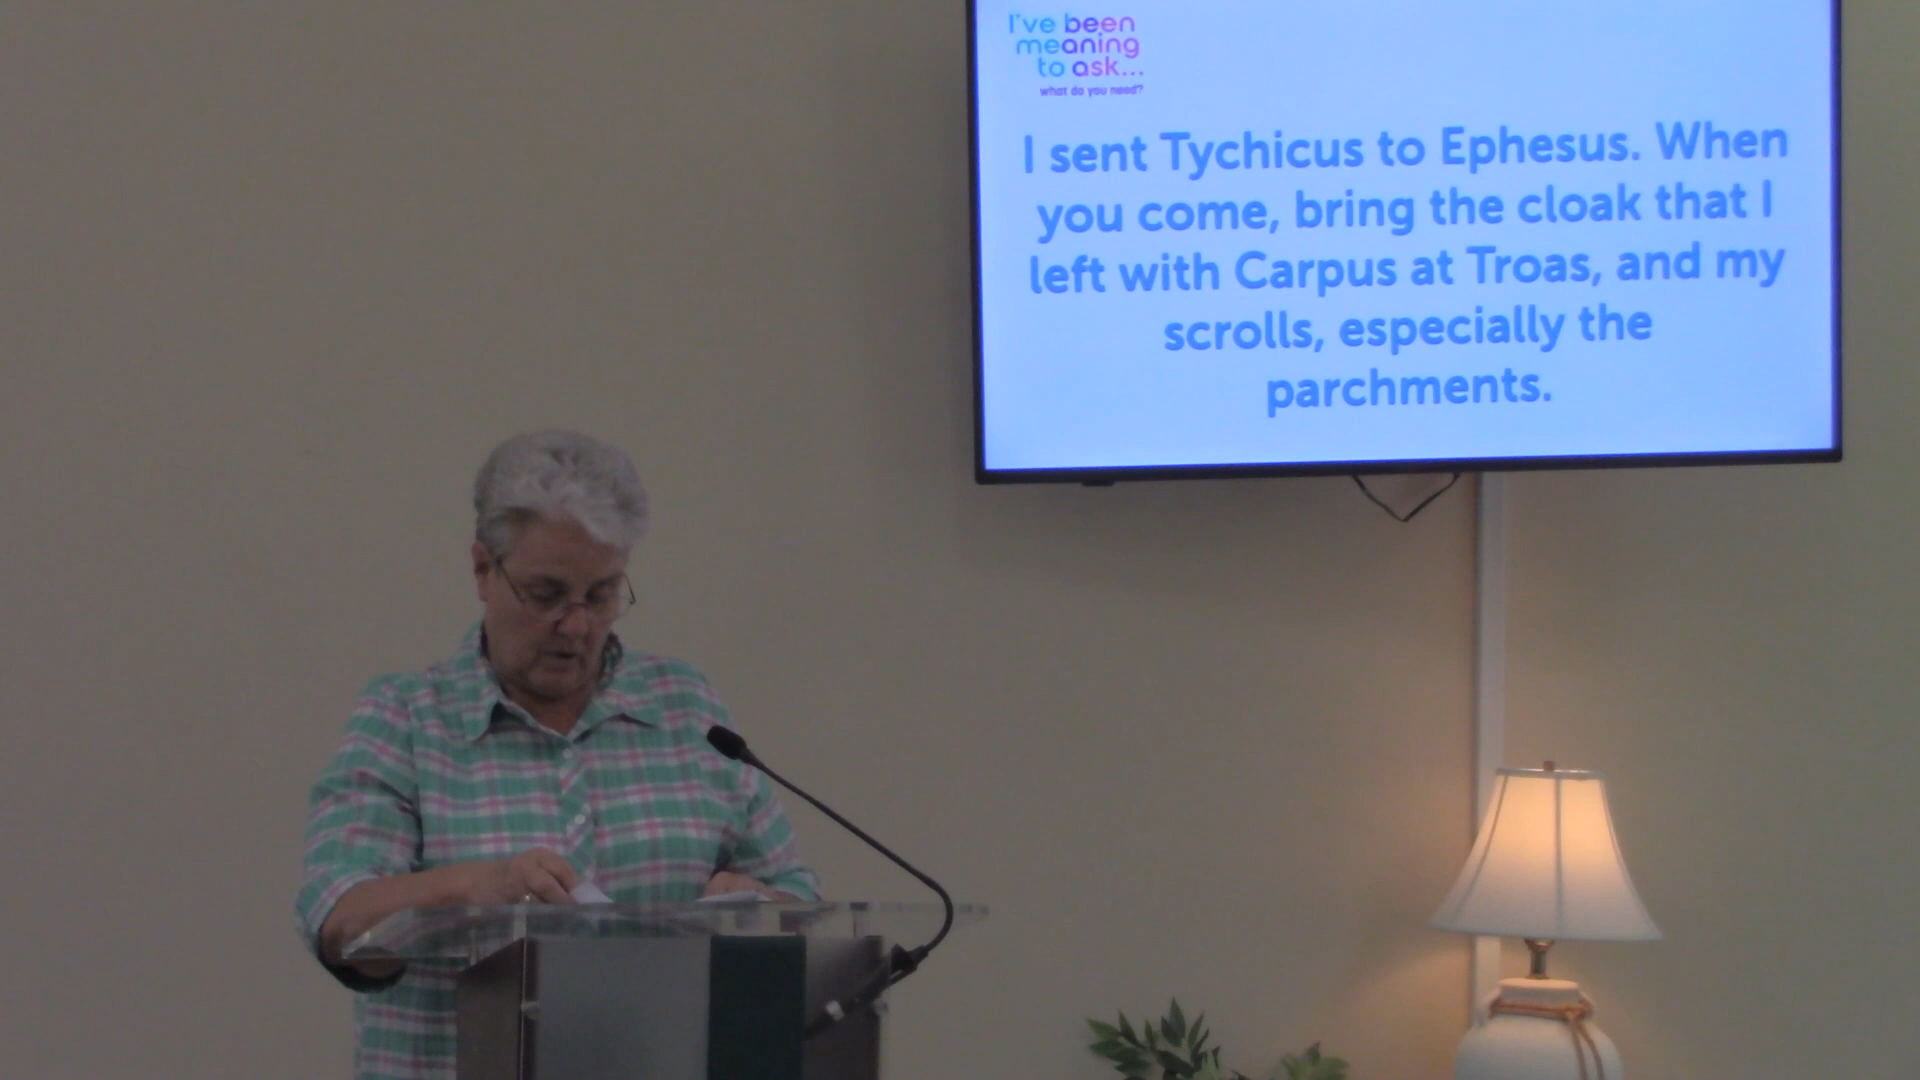 I've been
meaning
to ask...
what do you need?
I sent Tychicus to Ephesus. When
you come, bring the cloak that I
left with Carpus at Troas, and my
scrolls, especially the
parchments.